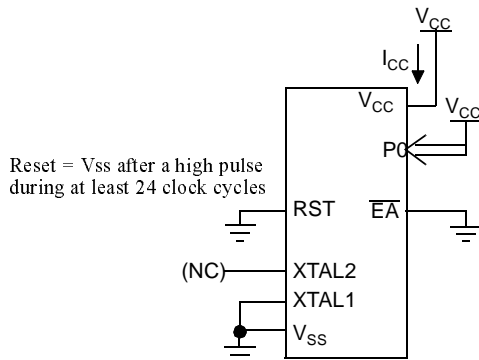 VCC
ICC
VCC
VCC
P0
Reset = Vss after a high pulse
during at least 24 clock cycles
RST
EA
(NC)
XTAL2
XTAL1
VSS